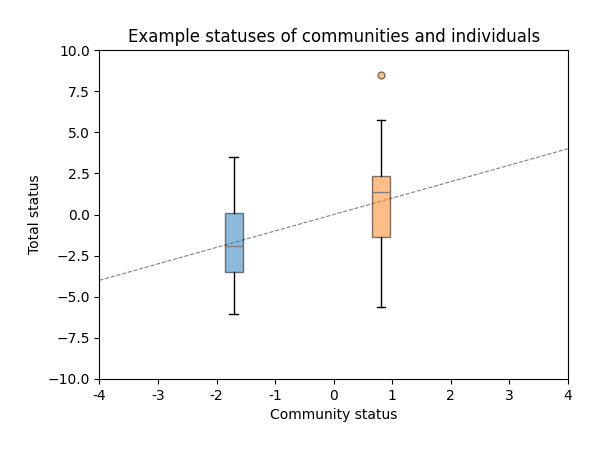 Example statuses of communities and individuals
10.0
7.5
5.0
2.5
0.0
−2.5
−5.0
−7.5
−10.0
Total status
-4 -3 -2 -1 0 1 2 3 4
Community status